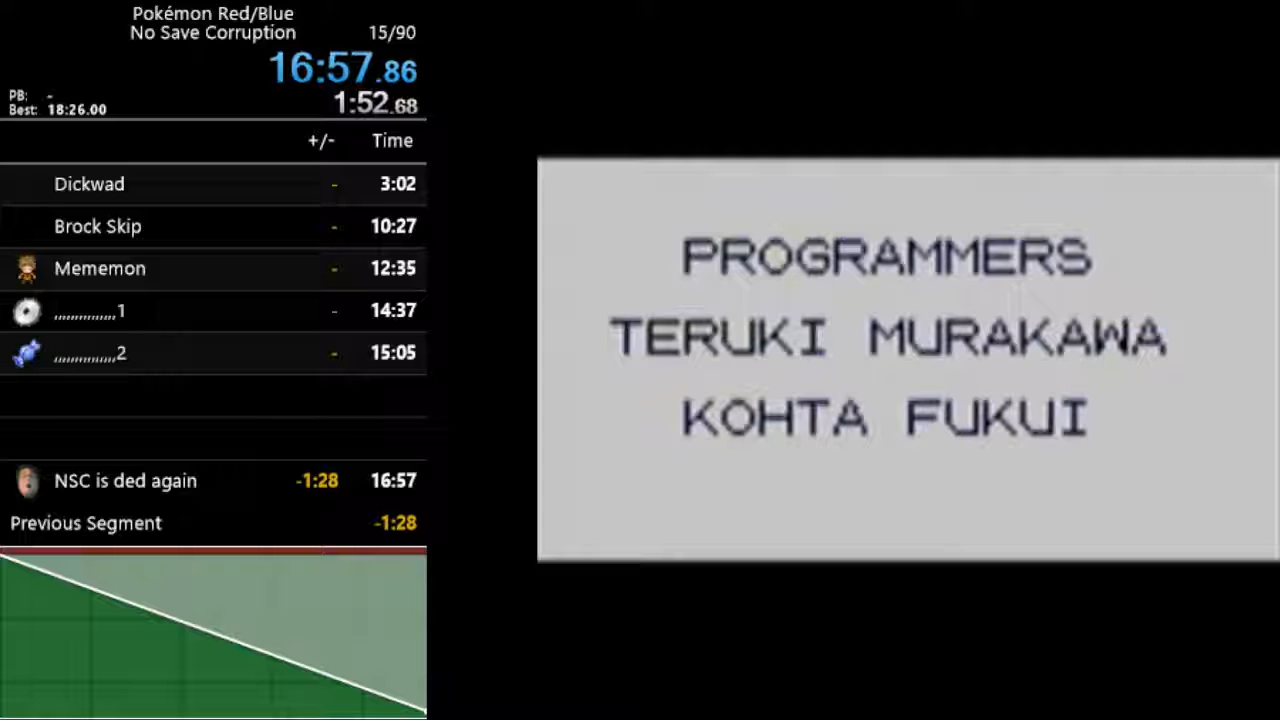 Pokémon Red/Blue
No Save Corruption 15/90
16:57.86
PB: - 1:52.68
Best: 18:26.00
+/- Time
Dickwad - 3:02
Brock Skip - 10:27
Mememon - 12:35
,,,,,,,,,,,,,,,1 - 14:37
,,,,,,,,,,,,,,,2 - 15:05
NSC is ded again -1:28 16:57
Previous Segment -1:28
PROGRAMMERS
TERUKI MURAKAWA
KOHTA FUKUI